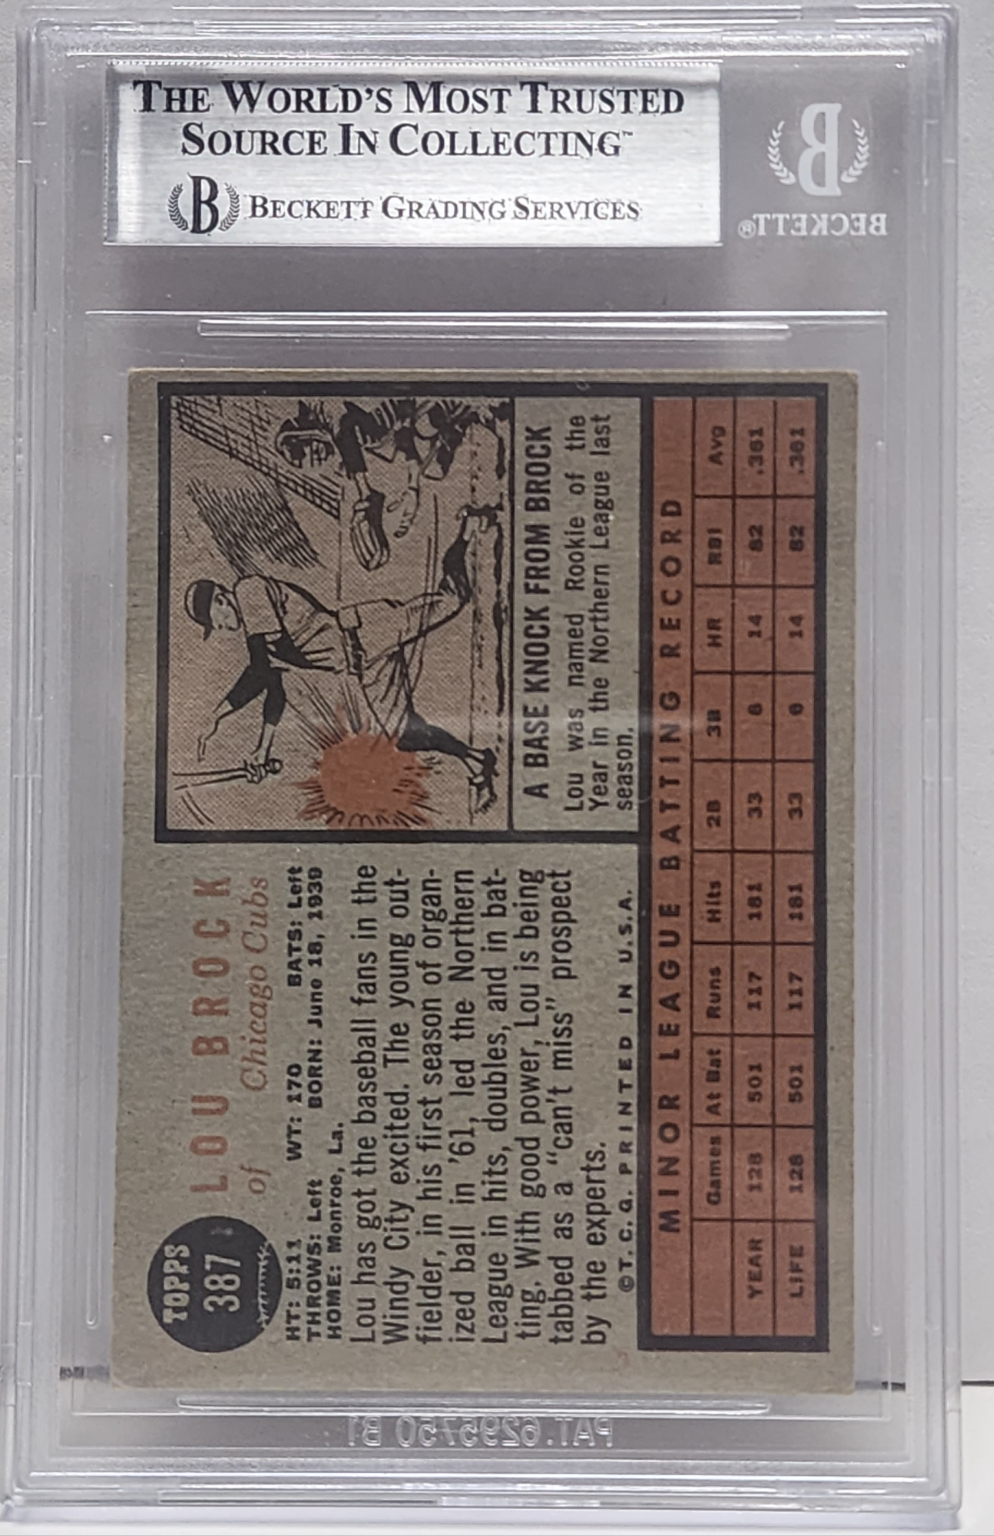 THE WORLD'S MOST TRUSTED
SOURCE IN COLLECTING™
B BECKETT GRADING SERVICES
B
BECKETT®
TOPPS
387
LOU BROCK
of Chicago Cubs
HT: 5:11 WT: 170 BATS: Left
THROWS: Left BORN: June 18, 1939
HOME: Monroe, La.
Lou has got the baseball fans in the
Windy City excited. The young out-
fielder, in his first season of organ-
ized ball in '61, led the Northern
League in hits, doubles, and in bat-
ting. With good power, Lou is being
tabbed as a "can't miss" prospect
by the experts.
©T. C. G. PRINTED IN U.S.A.
A BASE KNOCK FROM BROCK
Lou was named Rookie of the
Year in the Northern League last
season.
MINOR LEAGUE BATTING RECORD
Games At Bat Runs Hits 2B 3B HR RBI Avg
YEAR 128 501 117 181 33 6 14 82 .361
LIFE 128 501 117 181 33 6 14 82 .361
PAT. 6295750 B1